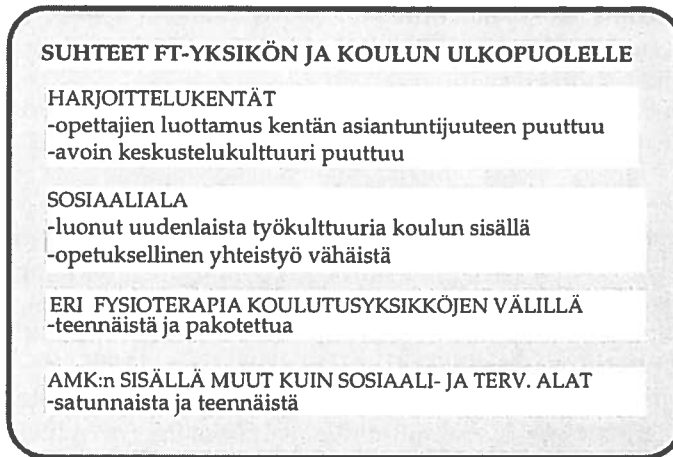 SUHTEET FT-YKSIKÖN JA KOULUN ULKOPUOLELLE
HARJOITTELUKENTÄT
-opettajien luottamus kentän asiantuntijuuteen puuttuu
-avoin keskustelukulttuuri puuttuu
SOSIAALIALA
-luonut uudenlaista työkulttuuria koulun sisällä
-opetuksellinen yhteistyö vähäistä
ERI FYSIOTERAPIA KOULUTUSYKSIKKÖJEN VÄLILLÄ
-teennäistä ja pakotettua
AMK:n SISÄLLÄ MUUT KUIN SOSIAALI- JA TERV. ALAT
-satunnaista ja teennäistä